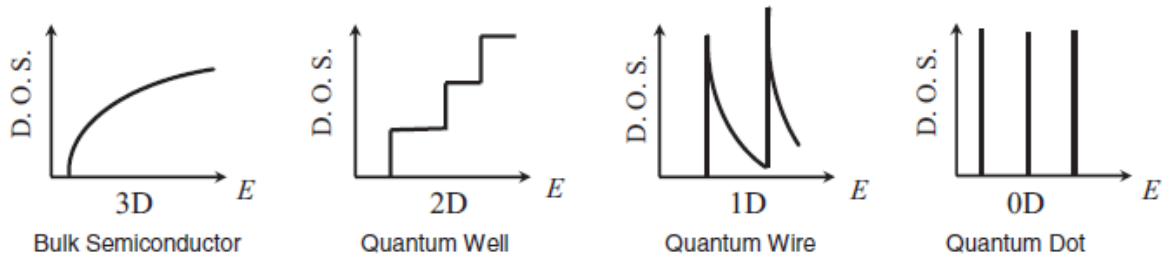 D. O. S.
E
3D
Bulk Semiconductor
D. O. S.
E
2D
Quantum Well
D. O. S.
E
1D
Quantum Wire
D. O. S.
E
0D
Quantum Dot